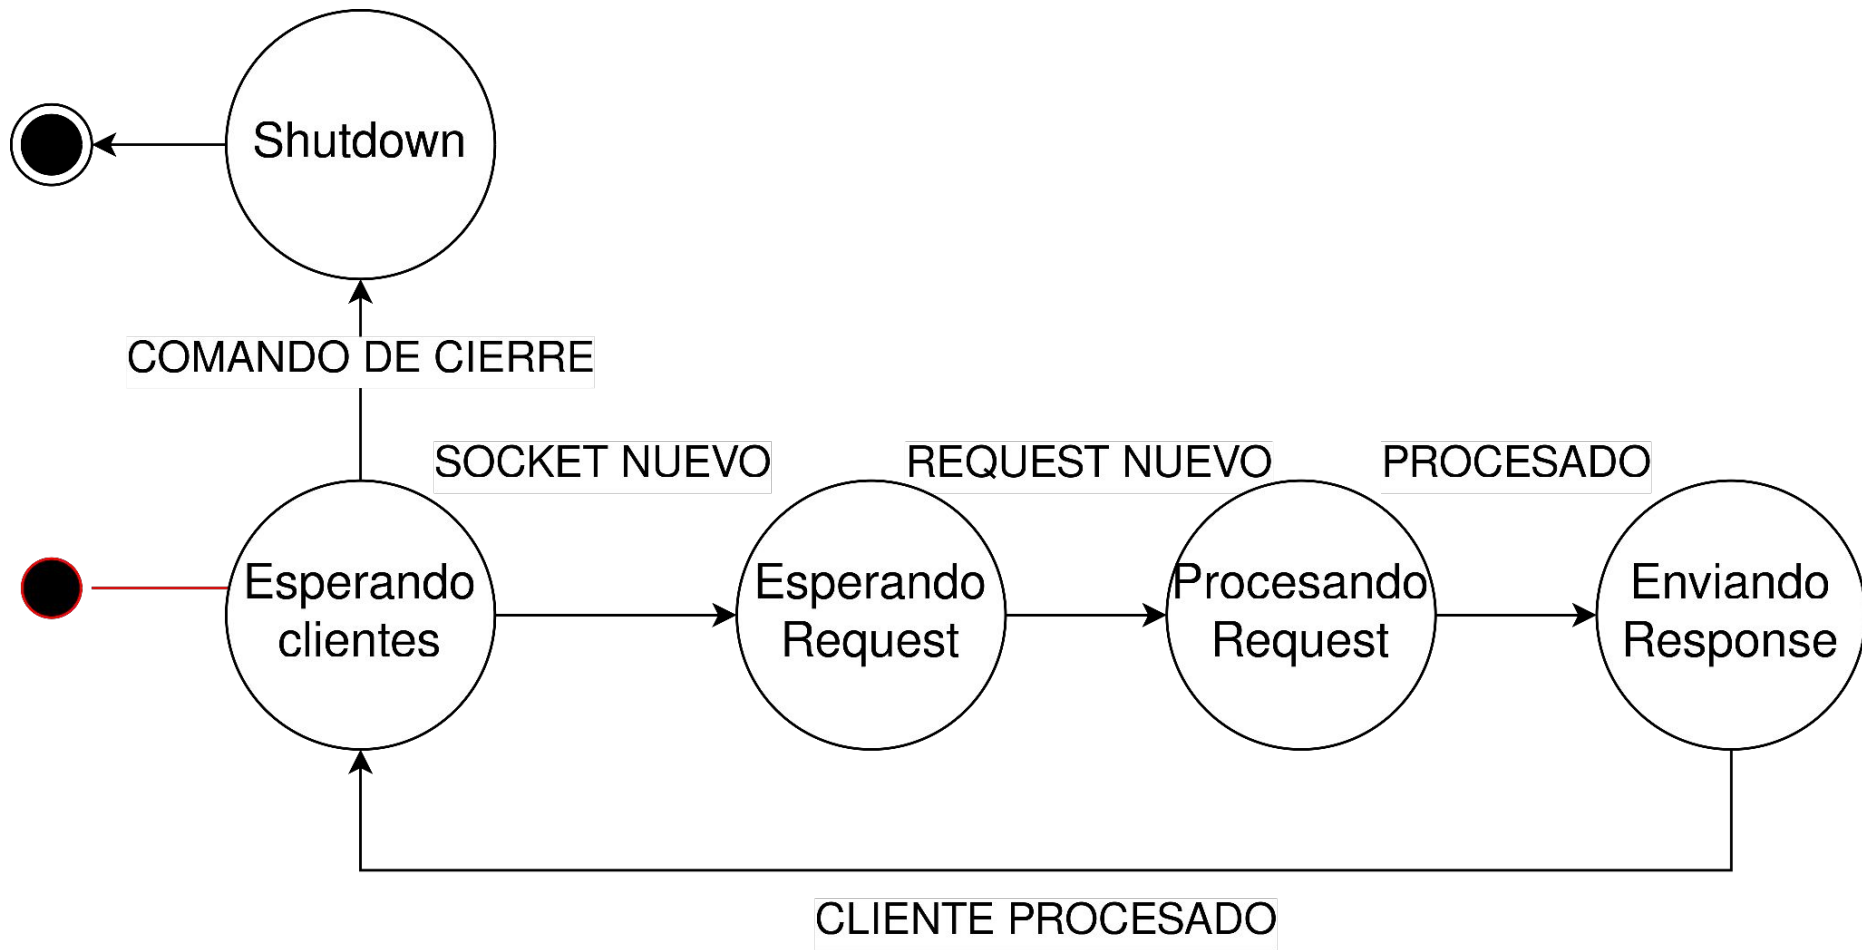 Shutdown
COMANDO DE CIERRE
SOCKET NUEVO
REQUEST NUEVO
PROCESADO
Esperando
clientes
Esperando
Request
Procesando
Request
Enviando
Response
CLIENTE PROCESADO